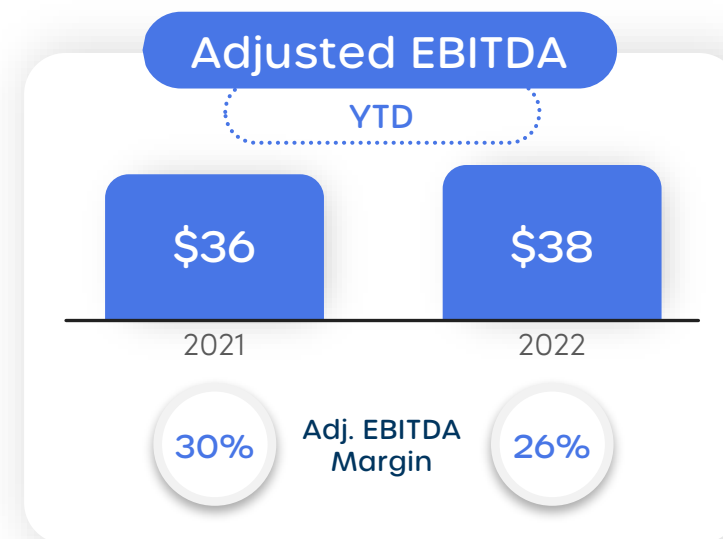 Adjusted EBITDA
YTD
$36
$38
2021
2022
30%
Adj. EBITDA
Margin
26%